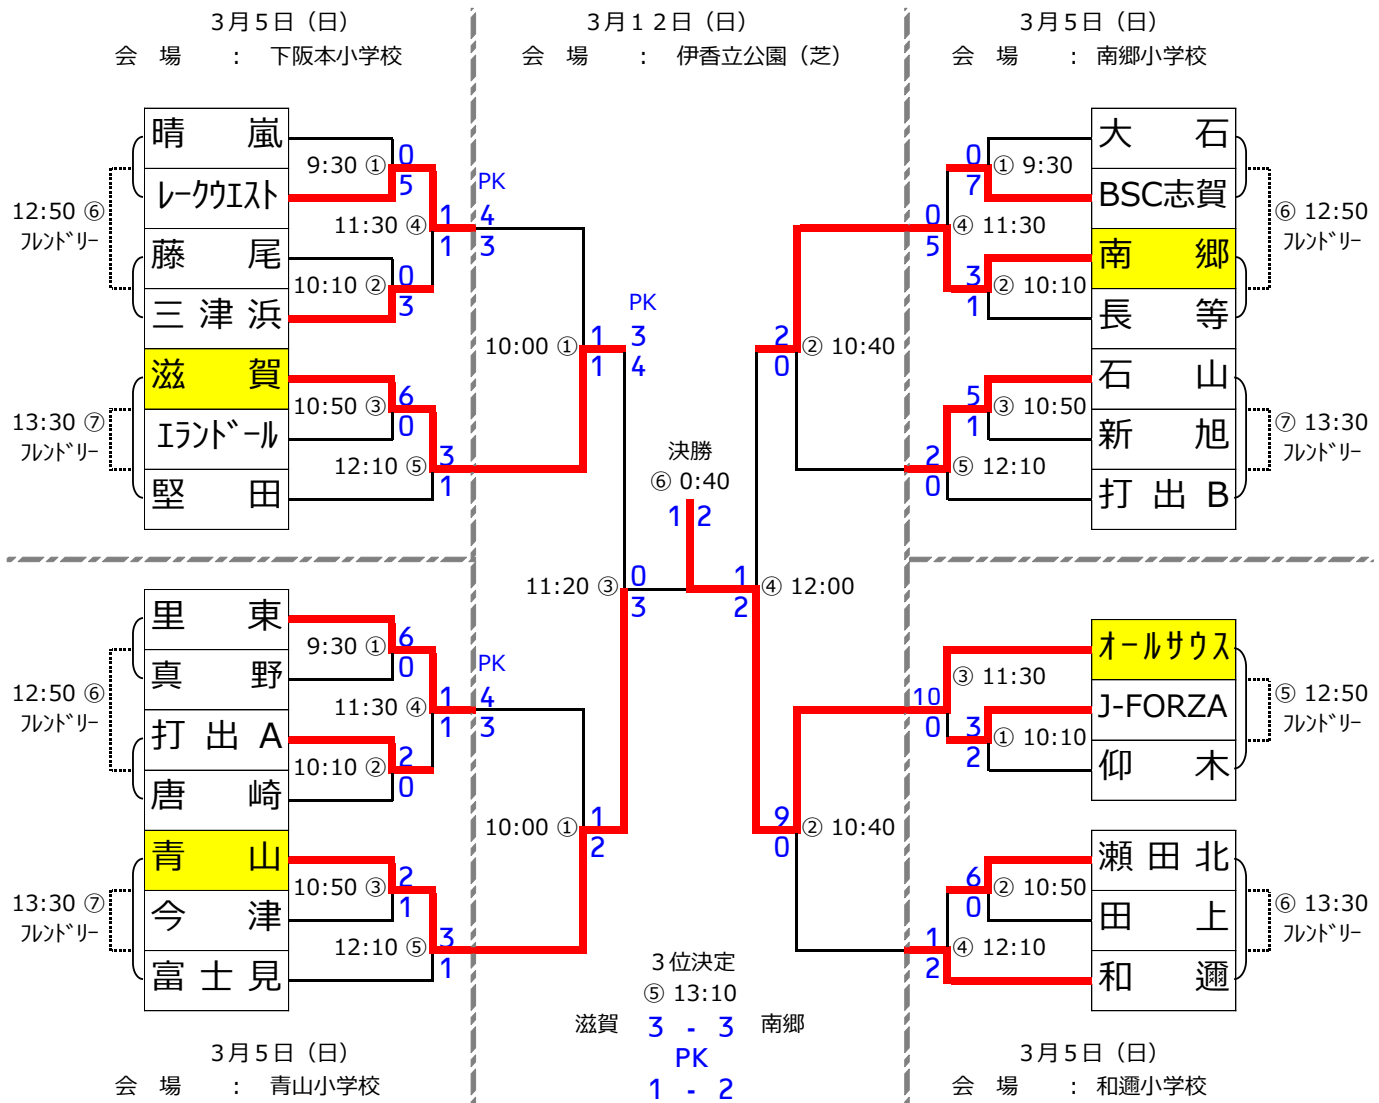 3月5日（日）
会　場　：　下阪本小学校
晴　嵐
レークウエスト
藤　尾
三 津 浜
滋　賀
エランドール
堅　田
9:30 ①
0
5
10:10 ②
0
3
11:30 ④
1
1
PK
4
3
10:50 ③
6
0
12:10 ⑤
3
1
12:50 ⑥
フレンドリー
13:30 ⑦
フレンドリー
3月12日（日）
会　場　：　伊香立公園（芝）
10:00 ①
1
1
PK
3
4
② 10:40
2
0
決勝
⑥ 0:40
1 2
11:20 ③
0
3
④ 12:00
1
2
10:00 ①
1
2
② 10:40
9
0
3位決定
⑤ 13:10
滋賀　3 - 3　南郷
PK
1 - 2
3月5日（日）
会　場　：　南郷小学校
大　石
BSC志賀
南　郷
長　等
石　山
新　旭
打 出 B
① 9:30
0
7
② 10:10
3
1
④ 11:30
0
5
③ 10:50
5
1
⑤ 12:10
2
0
⑥ 12:50
フレンドリー
⑦ 13:30
フレンドリー
里　東
真　野
打 出 A
唐　崎
青　山
今　津
富 士 見
9:30 ①
6
0
10:10 ②
2
0
11:30 ④
1
1
PK
4
3
10:50 ③
2
1
12:10 ⑤
3
1
12:50 ⑥
フレンドリー
13:30 ⑦
フレンドリー
3月5日（日）
会　場　：　青山小学校
オールサウス
J-FORZA
仰　木
瀬 田 北
田　上
和　邇
③ 11:30
10
0
① 10:10
3
2
② 10:50
6
0
④ 12:10
1
2
⑤ 12:50
フレンドリー
⑥ 13:30
フレンドリー
3月5日（日）
会　場　：　和邇小学校